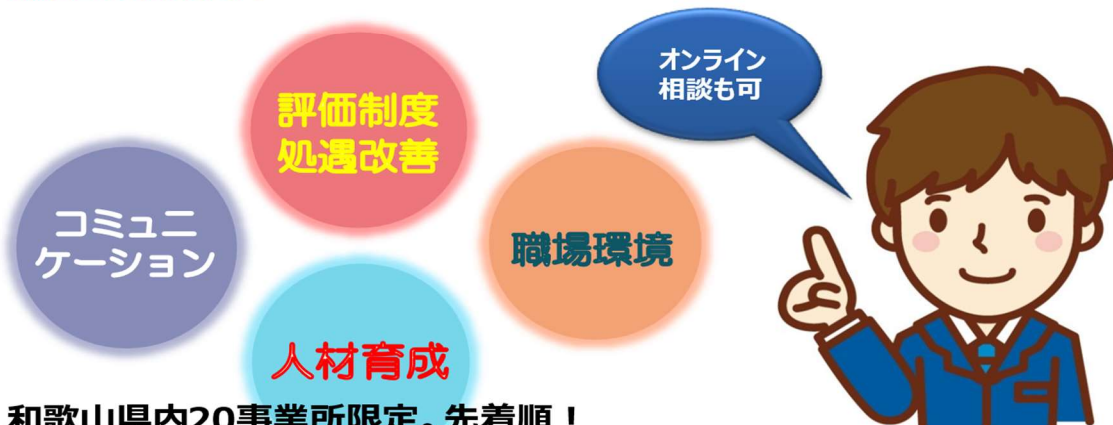 オンライン
相談も可
評価制度
処遇改善
コミュニ
ケーション
職場環境
人材育成
和歌山県内20事業所限定。先着順！